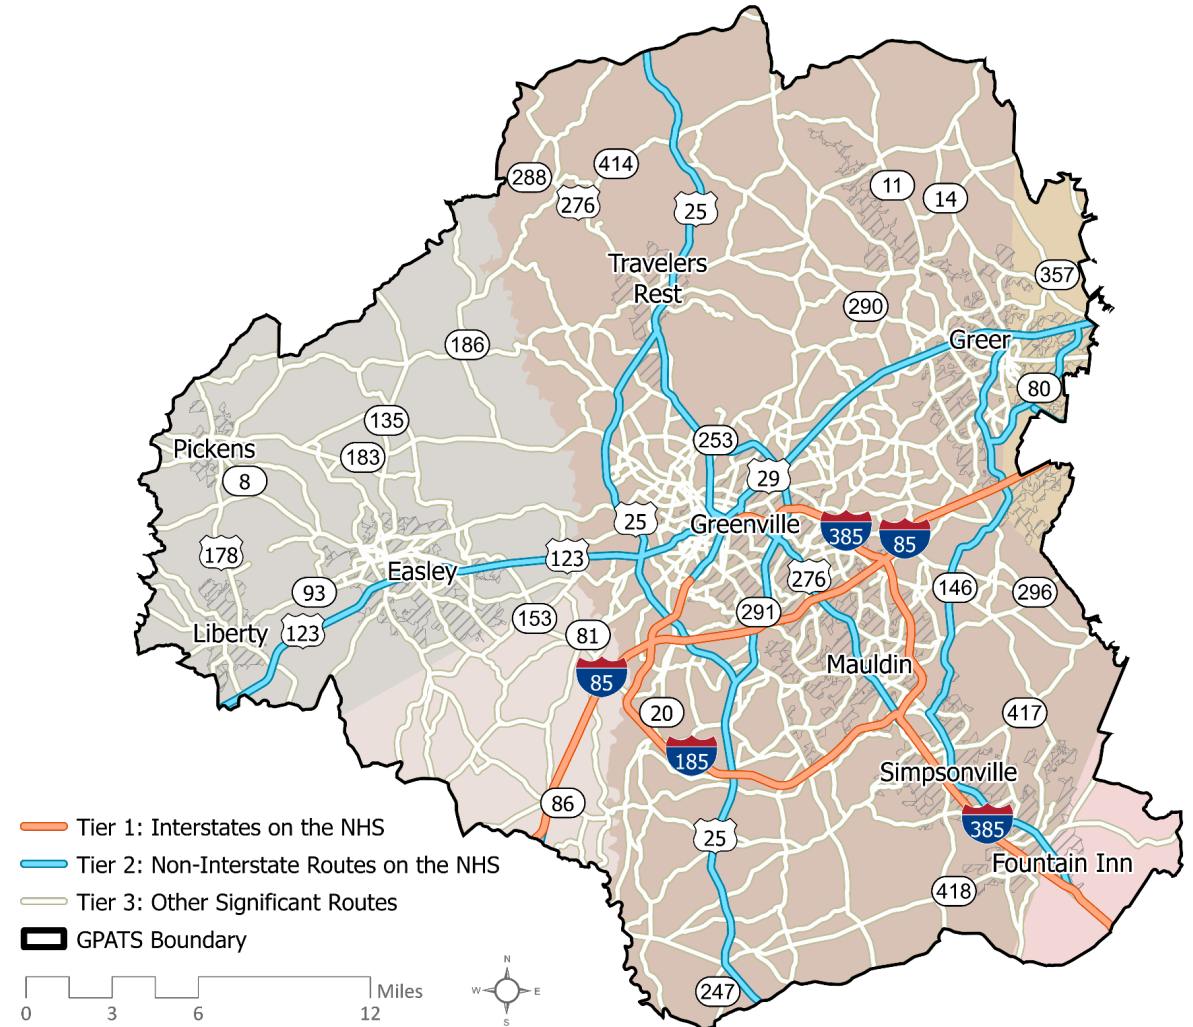 288
414
276
25
11
14
Travelers
Rest
357
290
186
Greer
80
135
253
Pickens
183
8
29
25
Greenville
385
85
178
123
Easley
276
146
296
93
153
291
Liberty
123
81
Mauldin
85
20
417
185
Simpsonville
86
385
25
Fountain Inn
418
247
Tier 1: Interstates on the NHS
Tier 2: Non-Interstate Routes on the NHS
Tier 3: Other Significant Routes
GPATS Boundary
Miles
0 3 6 12
N
W E
S